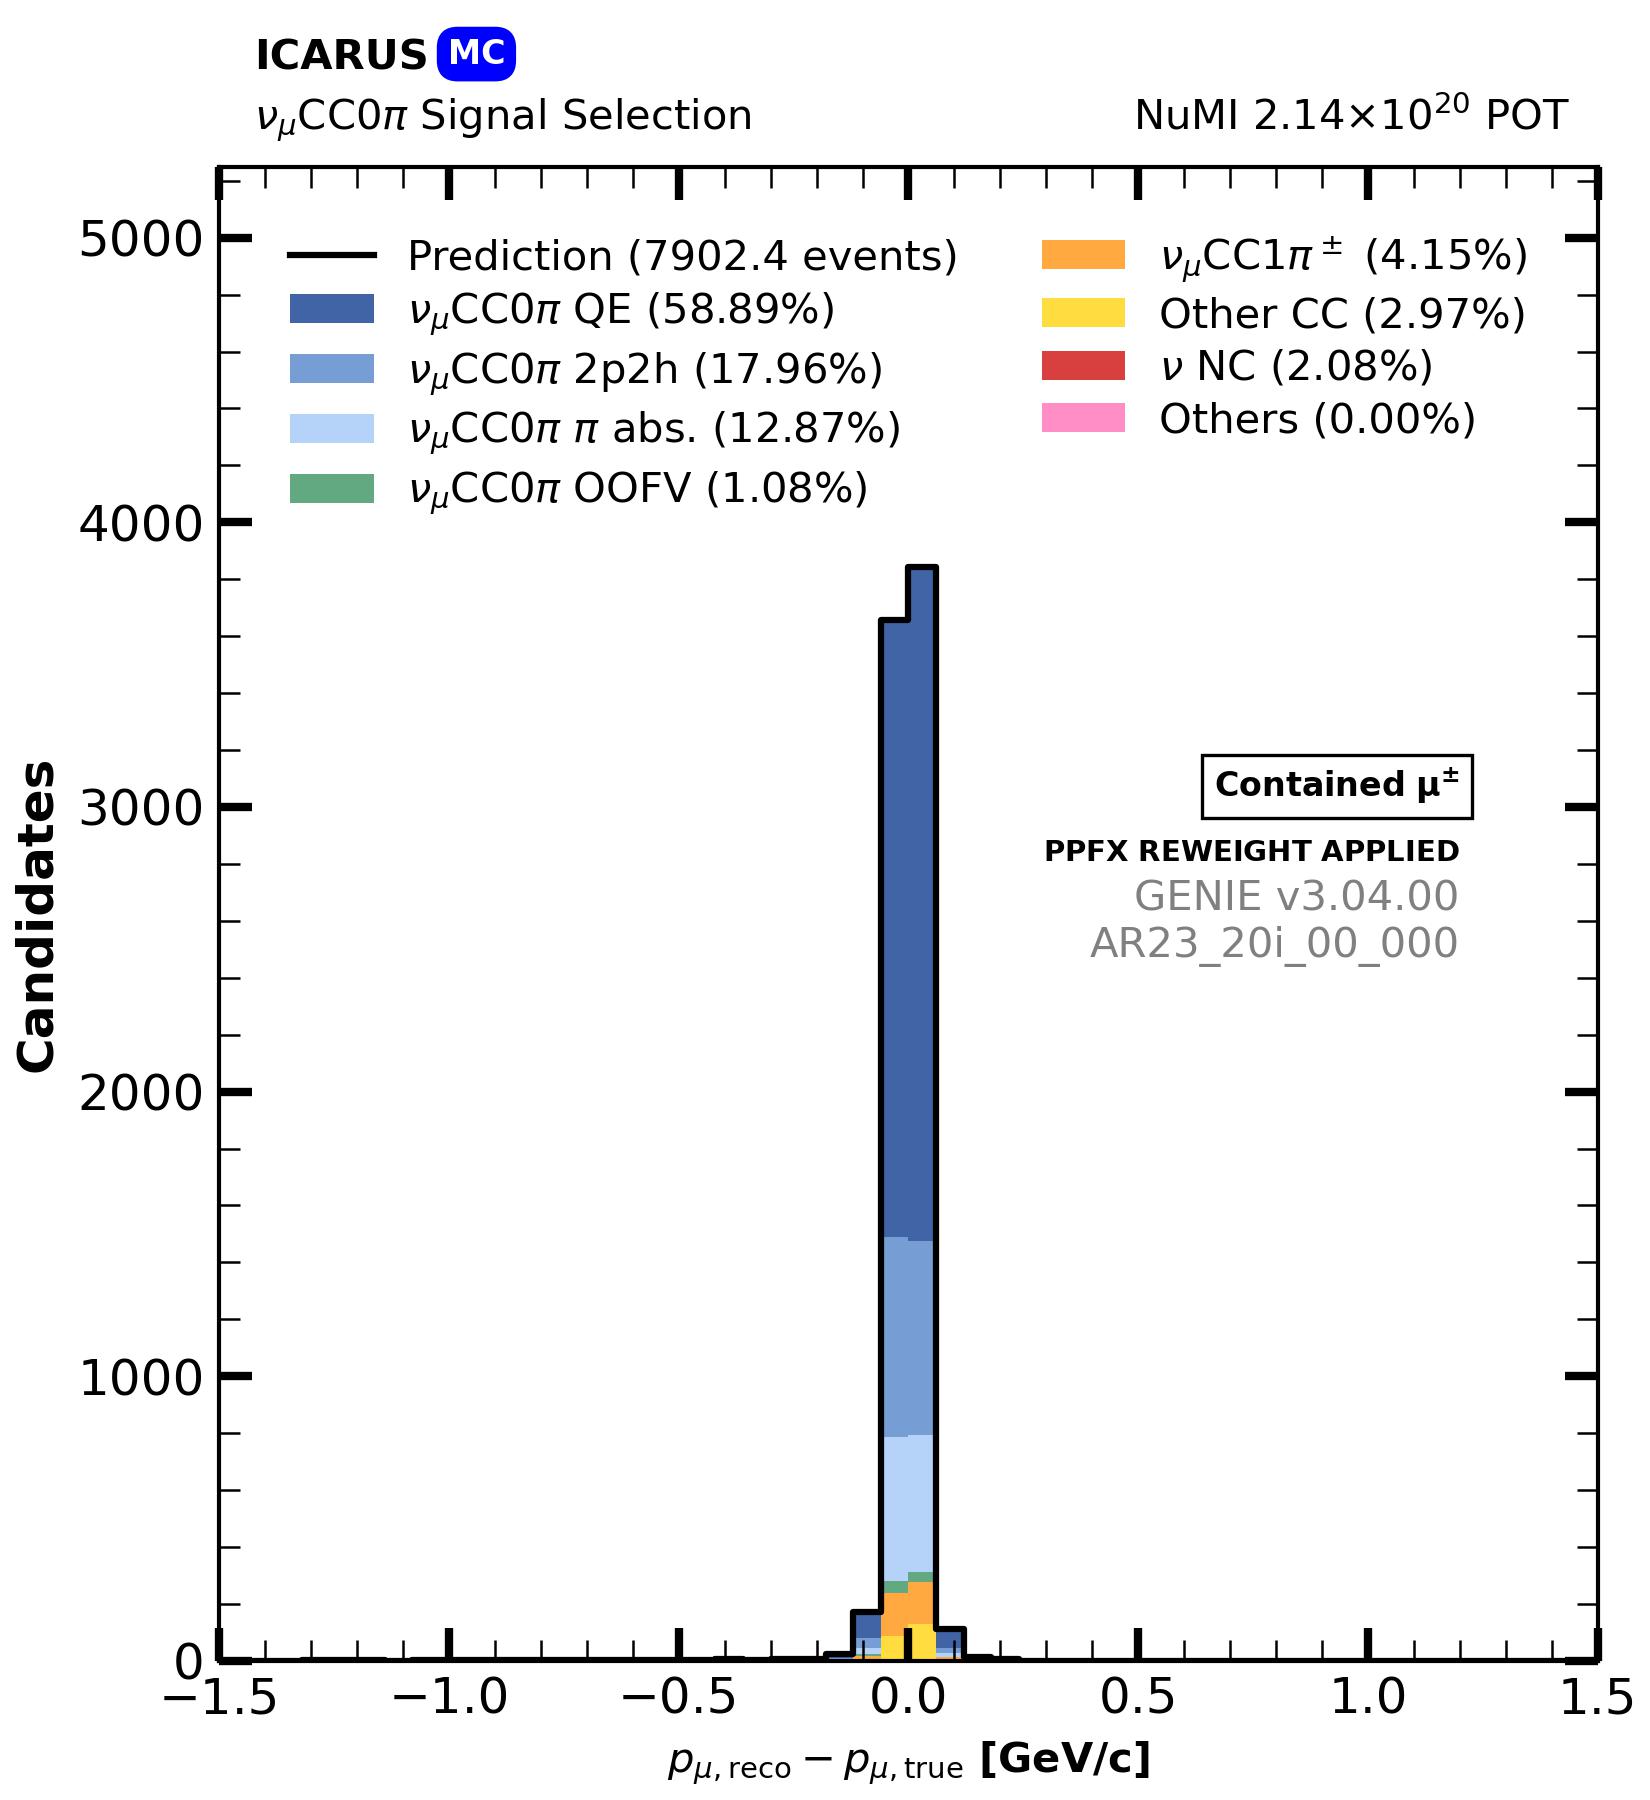 ICARUS MC
νμCC0π Signal Selection
NuMI 2.14×10²⁰ POT
Prediction (7902.4 events)
νμCC0π QE (58.89%)
νμCC0π 2p2h (17.96%)
νμCC0π π abs. (12.87%)
νμCC0π OOFV (1.08%)
νμCC1π± (4.15%)
Other CC (2.97%)
ν NC (2.08%)
Others (0.00%)
Contained μ±
PPFX REWEIGHT APPLIED
GENIE v3.04.00
AR23_20i_00_000
Candidates
5000
4000
3000
2000
1000
0
−1.5 −1.0 −0.5 0.0 0.5 1.0 1.5
pμ,reco − pμ,true [GeV/c]